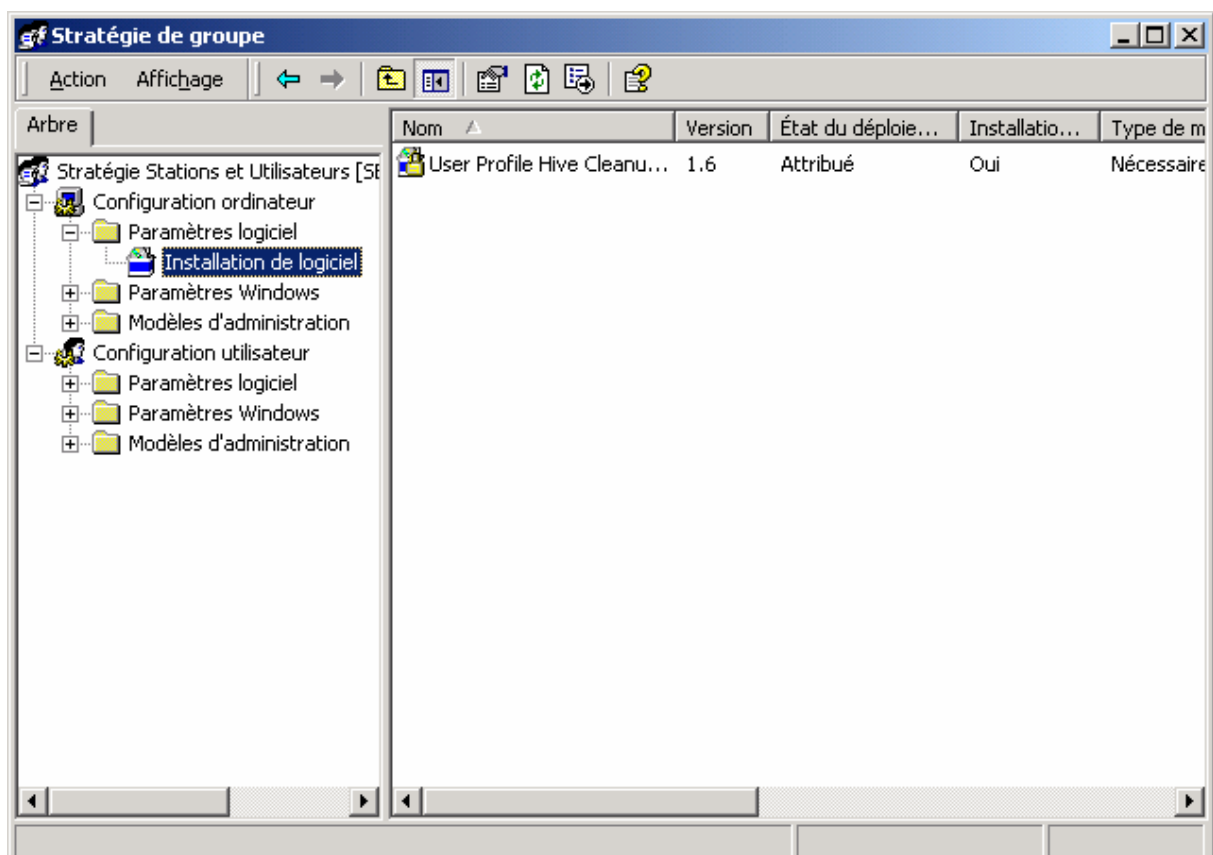 Stratégie de groupe
Action Affichage
Arbre
Nom Version État du déploie... Installatio... Type de m
Stratégie Stations et Utilisateurs [SE
User Profile Hive Cleanu... 1.6 Attribué Oui Nécessaire
Configuration ordinateur
Paramètres logiciel
Installation de logiciel
Paramètres Windows
Modèles d'administration
Configuration utilisateur
Paramètres logiciel
Paramètres Windows
Modèles d'administration